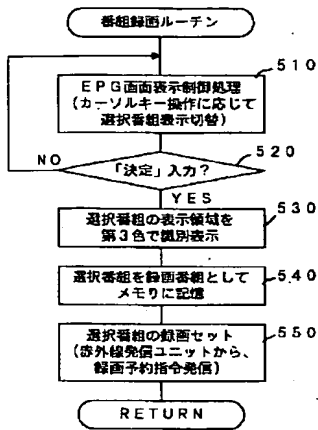 番組録画ルーチン
510
EPG画面表示制御処理
(カーソルキー操作に応じて
選択番組表示切替)
520
NO
「決定」入力?
YES
530
選択番組の表示領域を
第3色で識別表示
540
選択番組を録画番組として
メモリに記憶
550
選択番組の録画セット
(赤外線発信ユニットから、
録画予約指令発信)
RETURN